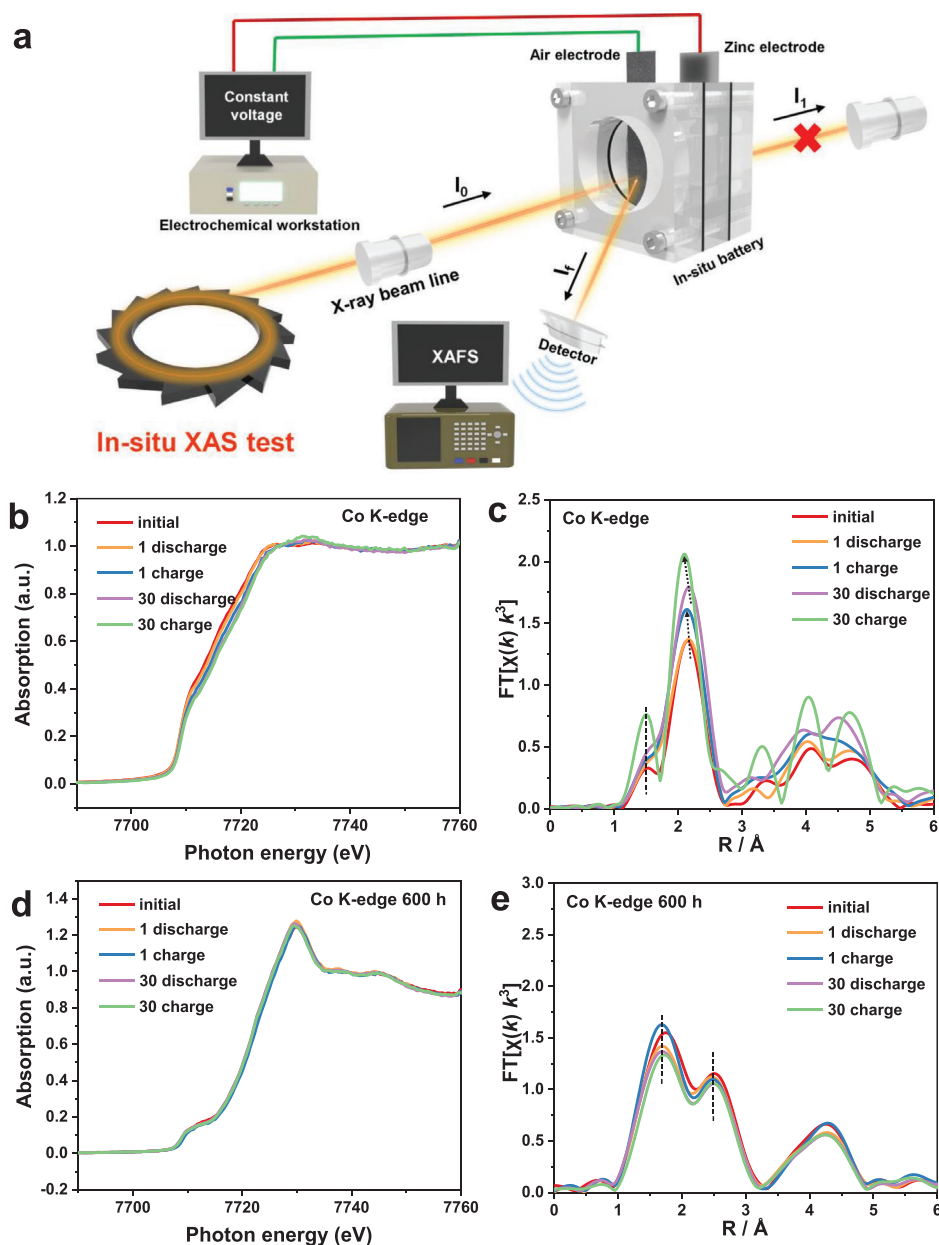 a
Air electrode
Zinc electrode
Constant
voltage
I₁
I₀
Electrochemical workstation
In-situ battery
X-ray beam line
I_f
Detector
XAFS
In-situ XAS test
b
Co K-edge
initial
1 discharge
1 charge
30 discharge
30 charge
Absorption (a.u.)
1.2
1.0
0.8
0.6
0.4
0.2
0.0
7700
7720
7740
7760
Photon energy (eV)
c
Co K-edge
initial
1 discharge
1 charge
30 discharge
30 charge
FT[χ(k) k³]
2.5
2.0
1.5
1.0
0.5
0.0
0
1
2
3
4
5
6
R / Å
d
Co K-edge 600 h
initial
1 discharge
1 charge
30 discharge
30 charge
Absorption (a.u.)
1.4
1.2
1.0
0.8
0.6
0.4
0.2
0.0
-0.2
7700
7720
7740
7760
Photon energy (eV)
e
Co K-edge 600 h
initial
1 discharge
1 charge
30 discharge
30 charge
FT[χ(k) k³]
3.0
2.5
2.0
1.5
1.0
0.5
0.0
0
1
2
3
4
5
6
R / Å